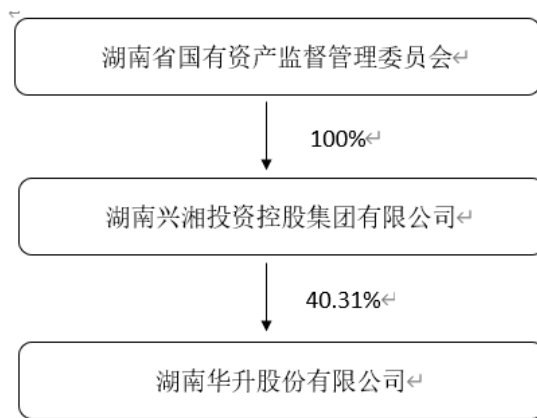 湖南省国有资产监督管理委员会
100%
湖南兴湘投资控股集团有限公司
40.31%
湖南华升股份有限公司